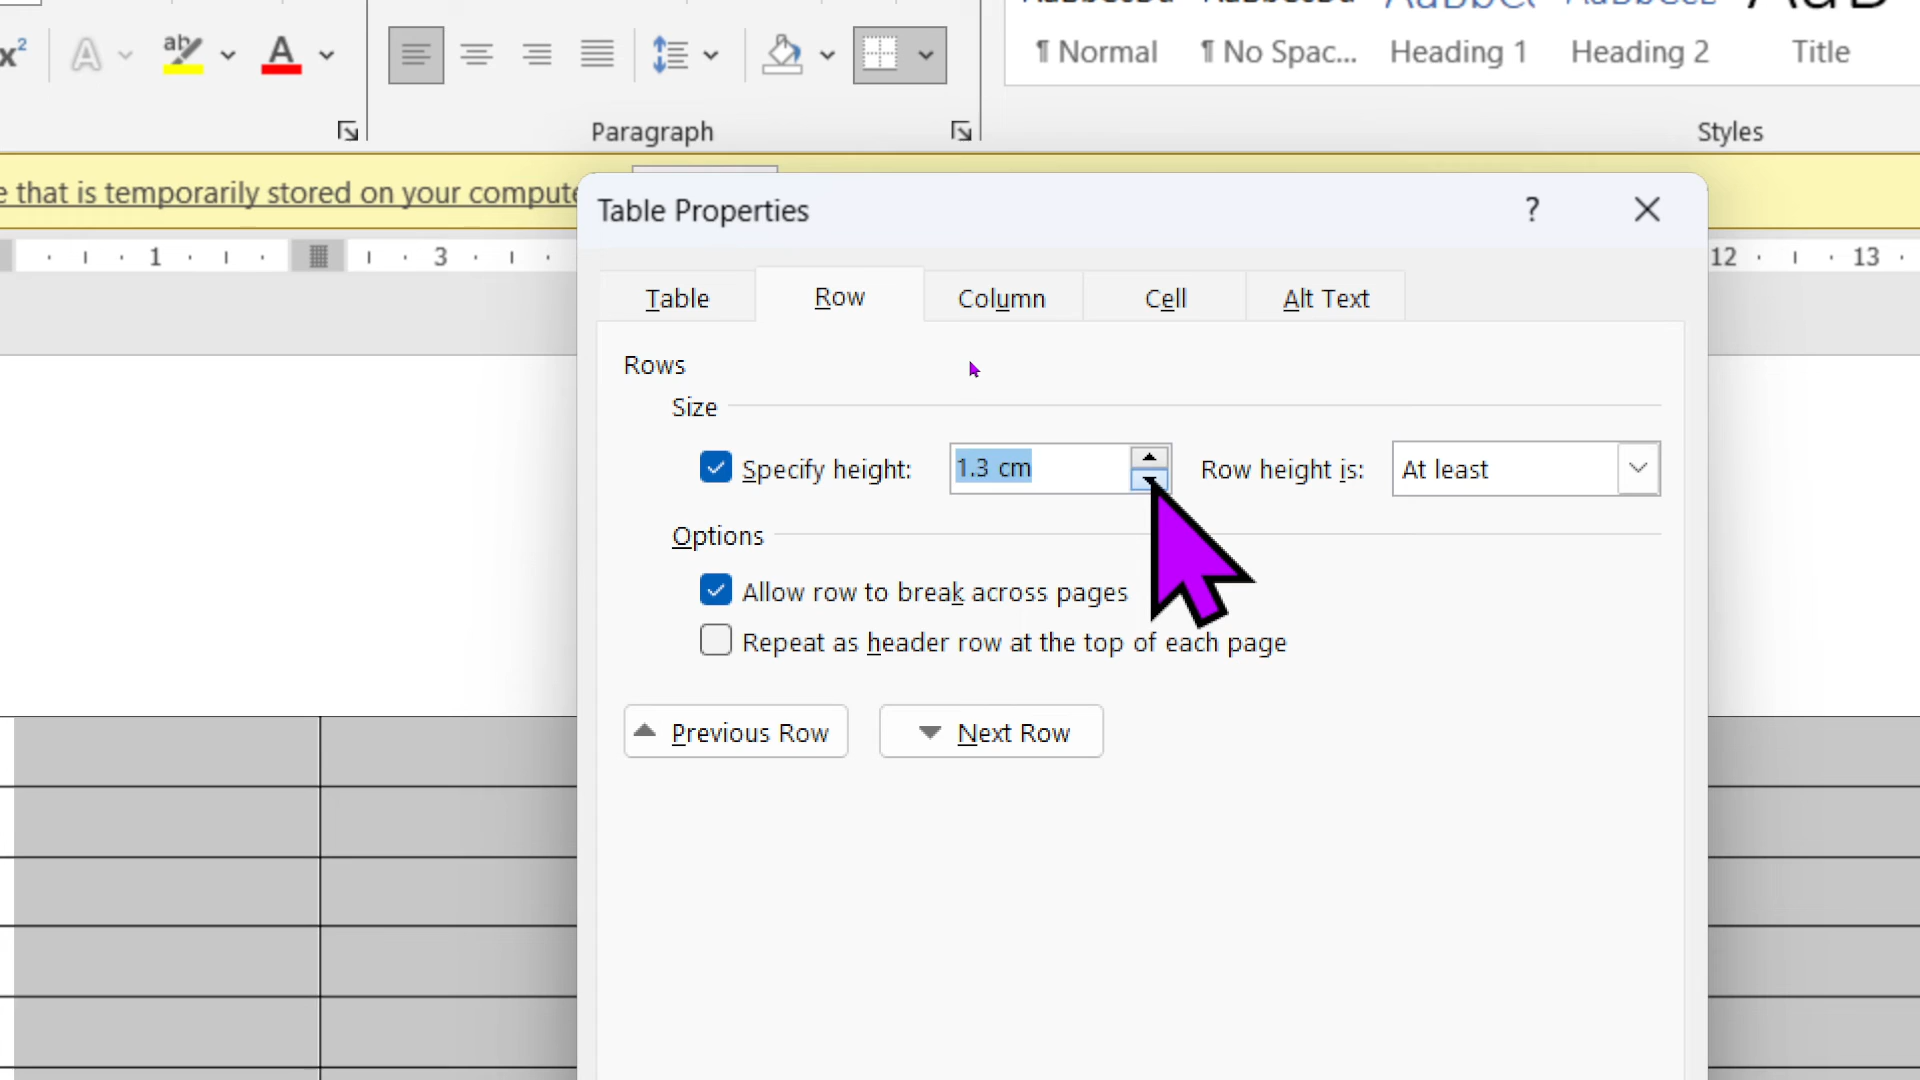 x²
A
ab
A
¶ Normal
¶ No Spac...
Heading 1
Heading 2
Title
Paragraph
Styles
e that is temporarily stored on your compute
1
3
12
13
Table Properties
?
Table
Row
Column
Cell
Alt Text
Rows
Size
Specify height:
1.3 cm
Row height is:
At least
Options
Allow row to break across pages
Repeat as header row at the top of each page
Previous Row
Next Row